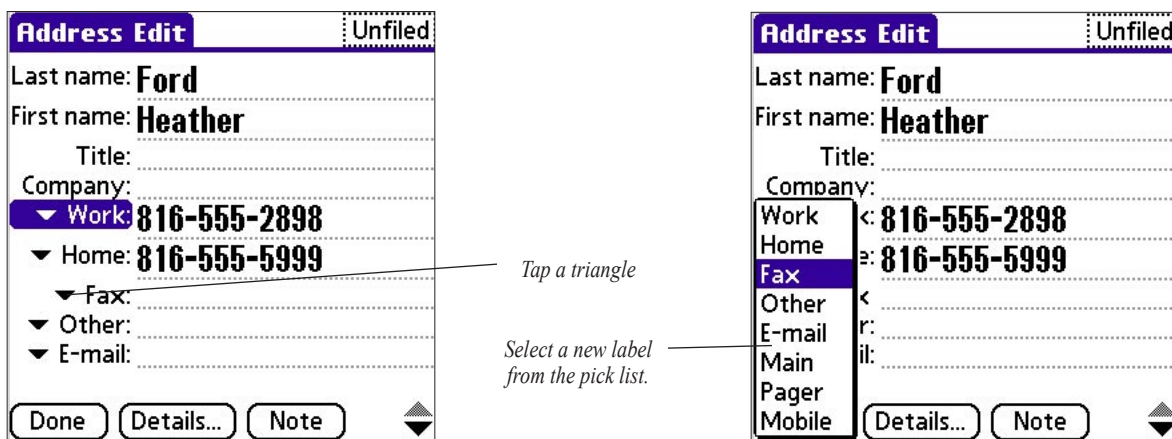 Address Edit Unfiled
Last name: Ford
First name: Heather
Title:
Company:
Work: 816-555-2898
Home: 816-555-5999
Fax:
Other:
E-mail:
Done Details... Note
Tap a triangle
Select a new label
from the pick list.
Address Edit Unfiled
Last name: Ford
First name: Heather
Title:
Company:
Work k: 816-555-2898
Home e: 816-555-5999
Fax
Other
E-mail r:
Main il:
Pager
Mobile Details... Note